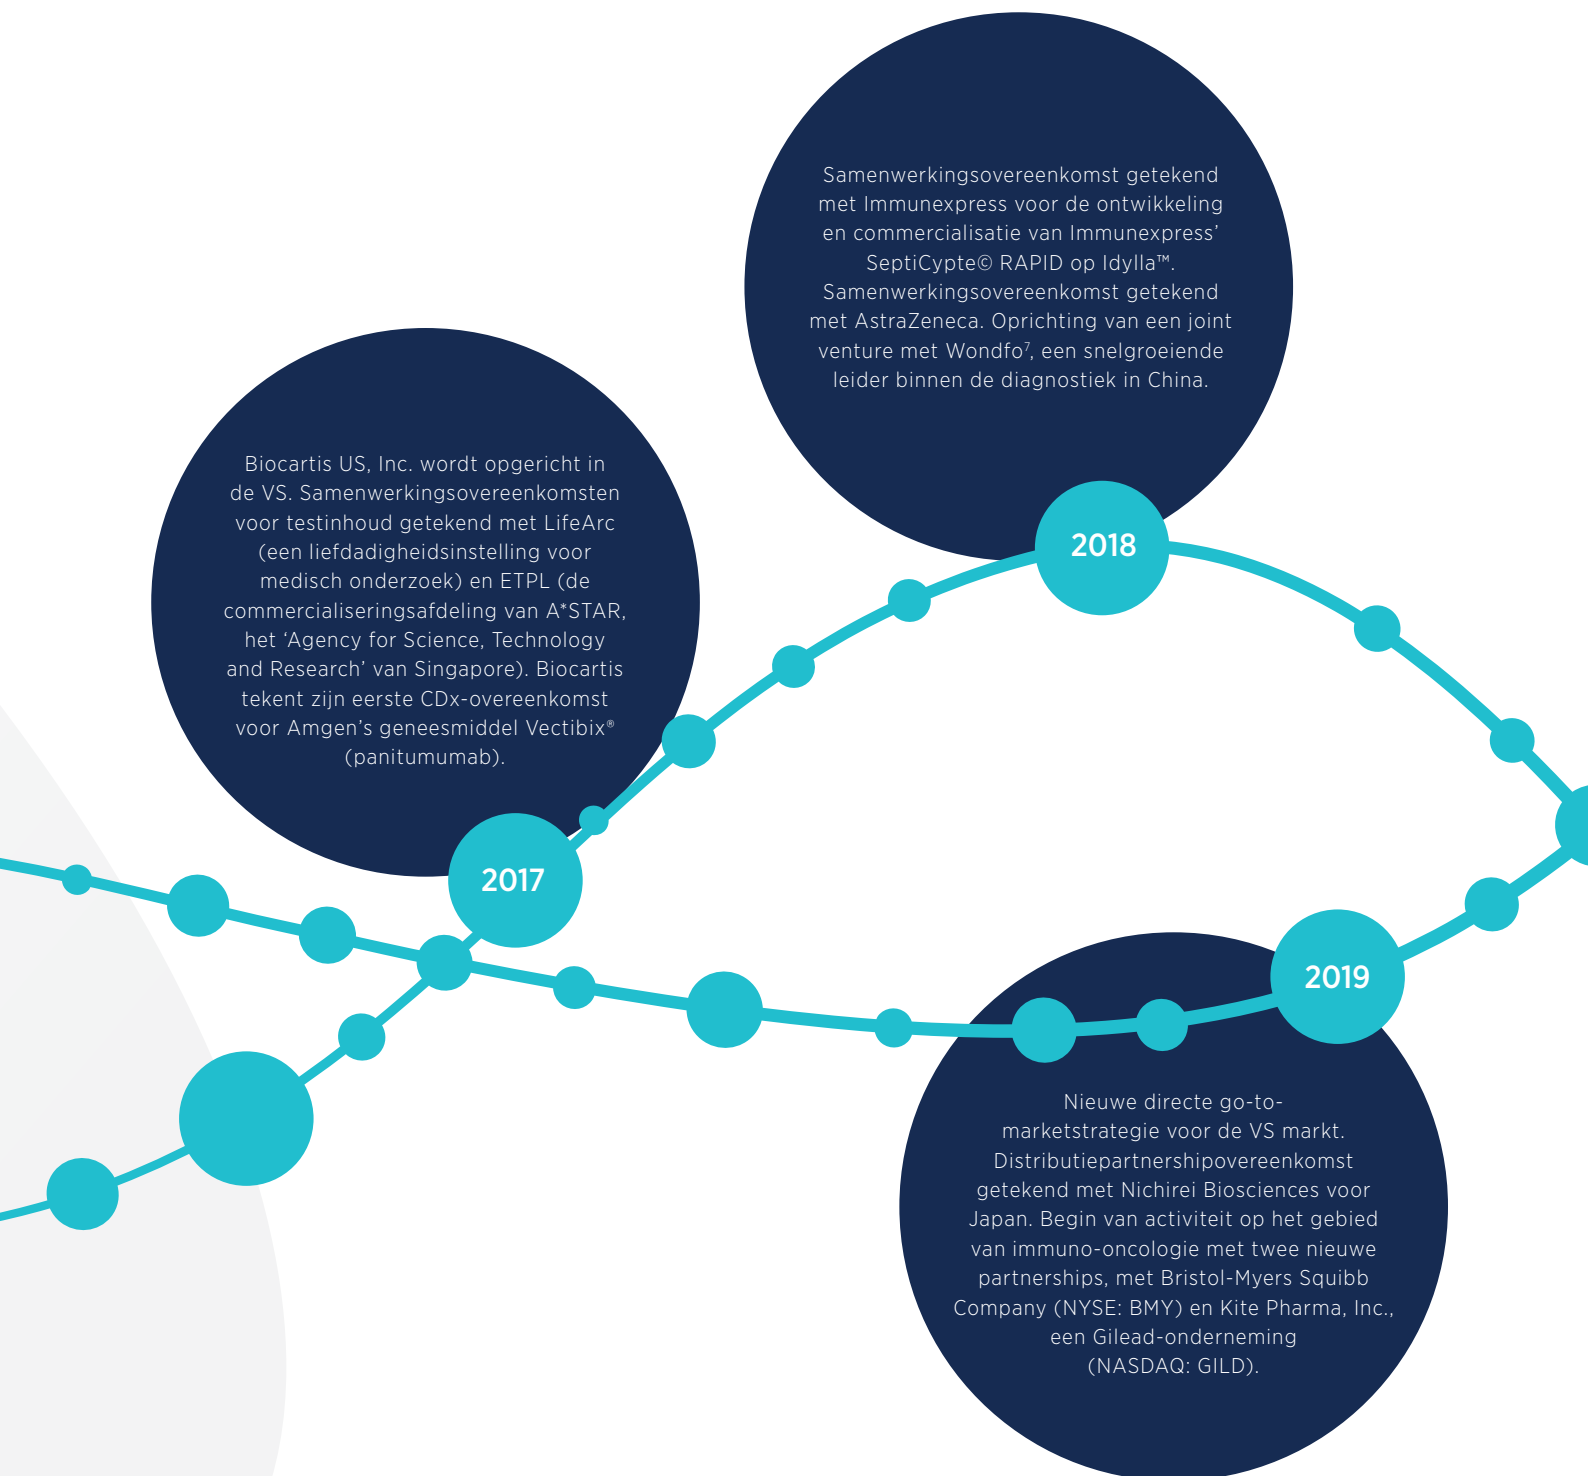 Samenwerkingsovereenkomst getekend
met Immunexpress voor de ontwikkeling
en commercialisatie van Immunexpress’
SeptiCypte© RAPID op Idylla™.
Samenwerkingsovereenkomst getekend
met AstraZeneca. Oprichting van een joint
venture met Wondfo⁷, een snelgroeiende
leider binnen de diagnostiek in China.
2018
Biocartis US, Inc. wordt opgericht in
de VS. Samenwerkingsovereenkomsten
voor testinhoud getekend met LifeArc
(een liefdadigheidsinstelling voor
medisch onderzoek) en ETPL (de
commercialiseringsafdeling van A*STAR,
het ‘Agency for Science, Technology
and Research’ van Singapore). Biocartis
tekent zijn eerste CDx-overeenkomst
voor Amgen’s geneesmiddel Vectibix®
(panitumumab).
2017
2019
Nieuwe directe go-to-
marketstrategie voor de VS markt.
Distributiepartnershipovereenkomst
getekend met Nichirei Biosciences voor
Japan. Begin van activiteit op het gebied
van immuno-oncologie met twee nieuwe
partnerships, met Bristol-Myers Squibb
Company (NYSE: BMY) en Kite Pharma, Inc.,
een Gilead-onderneming
(NASDAQ: GILD).